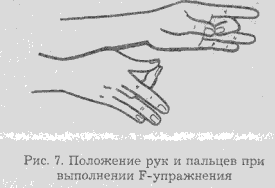 Рис. 7. Положение рук и пальцев при
выполнении F-упражнения